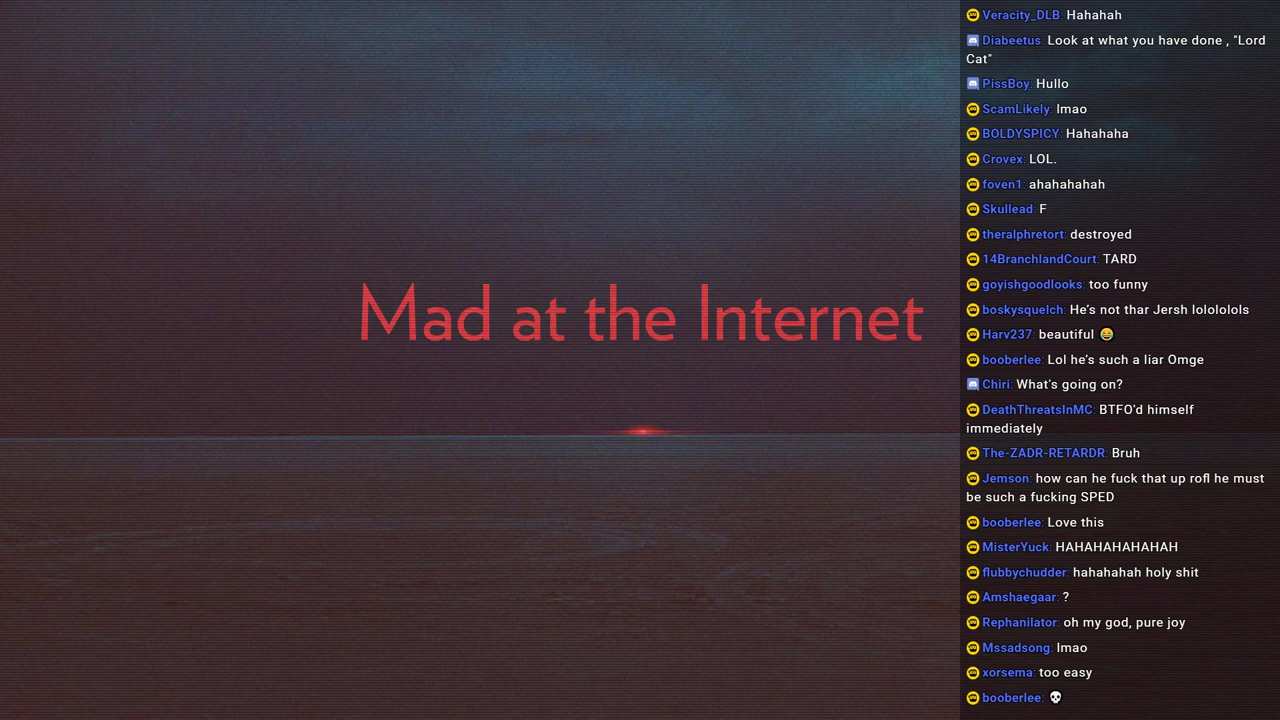 Mad at the Internet
Veracity_DLB: Hahahah
Diabeetus: Look at what you have done , "Lord
Cat"
PissBoy: Hullo
ScamLikely: lmao
BOLDYSPICY: Hahahaha
Crovex: LOL.
foven1: ahahahahah
Skullead: F
theralphretort: destroyed
14BranchlandCourt: TARD
goyishgoodlooks: too funny
boskysquelch: He’s not thar Jersh lolololols
Harv237: beautiful 😂
booberlee: Lol he’s such a liar Omge
Chiri: What's going on?
DeathThreatsInMC: BTFO'd himself
immediately
The-ZADR-RETARDR: Bruh
Jemson: how can he fuck that up rofl he must
be such a fucking SPED
booberlee: Love this
MisterYuck: HAHAHAHAHAHAH
flubbychudder: hahahahah holy shit
Amshaegaar: ?
Rephanilator: oh my god, pure joy
Mssadsong: lmao
xorsema: too easy
booberlee: 💀